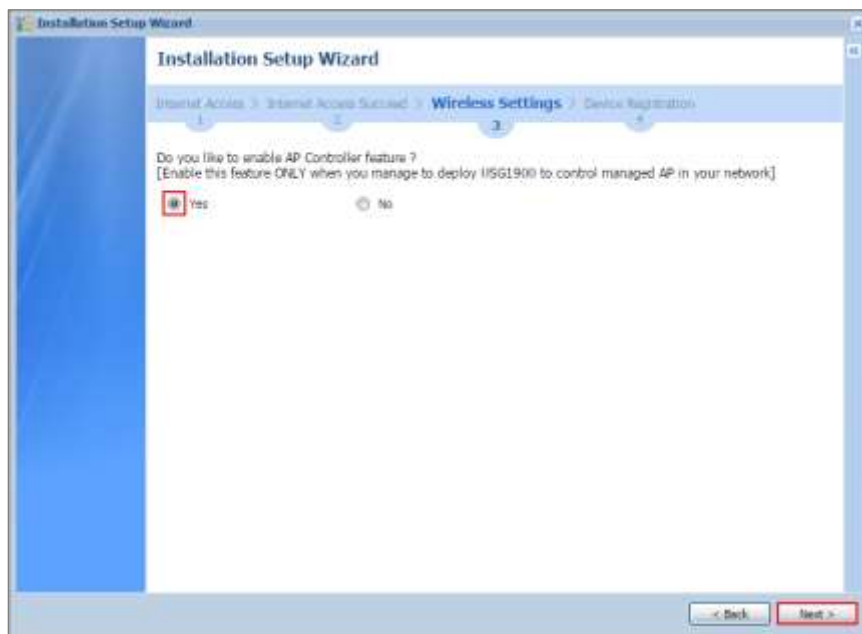 Installation Setup Wizard
Installation Setup Wizard
Internet Access > Internet Access Succeed > Wireless Settings > Device Registration
1 2 3 4
Do you like to enable AP Controller feature ?
[Enable this feature ONLY when you manage to deploy USG1900 to control managed AP in your network]
Yes No
< Back Next >